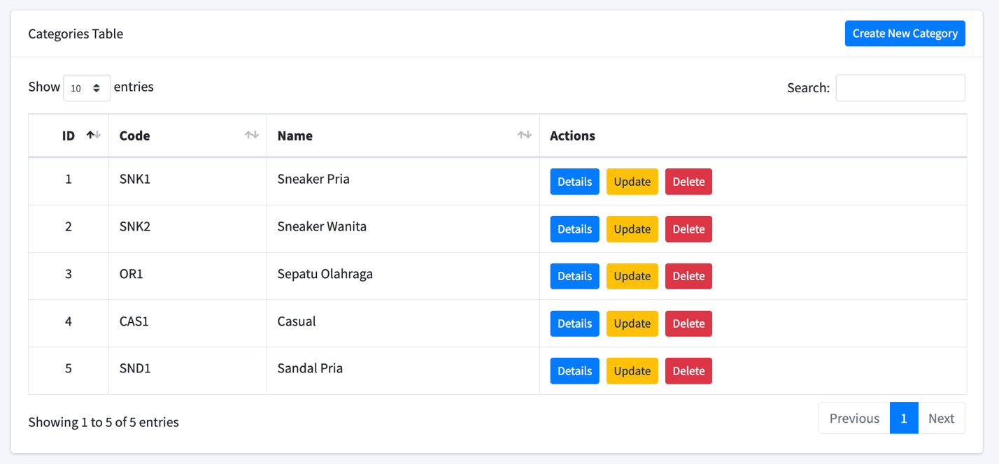 Categories Table Create New Category
Show 10 entries Search:
ID Code Name Actions
1 SNK1 Sneaker Pria Details Update Delete
2 SNK2 Sneaker Wanita Details Update Delete
3 OR1 Sepatu Olahraga Details Update Delete
4 CAS1 Casual Details Update Delete
5 SND1 Sandal Pria Details Update Delete
Showing 1 to 5 of 5 entries Previous 1 Next